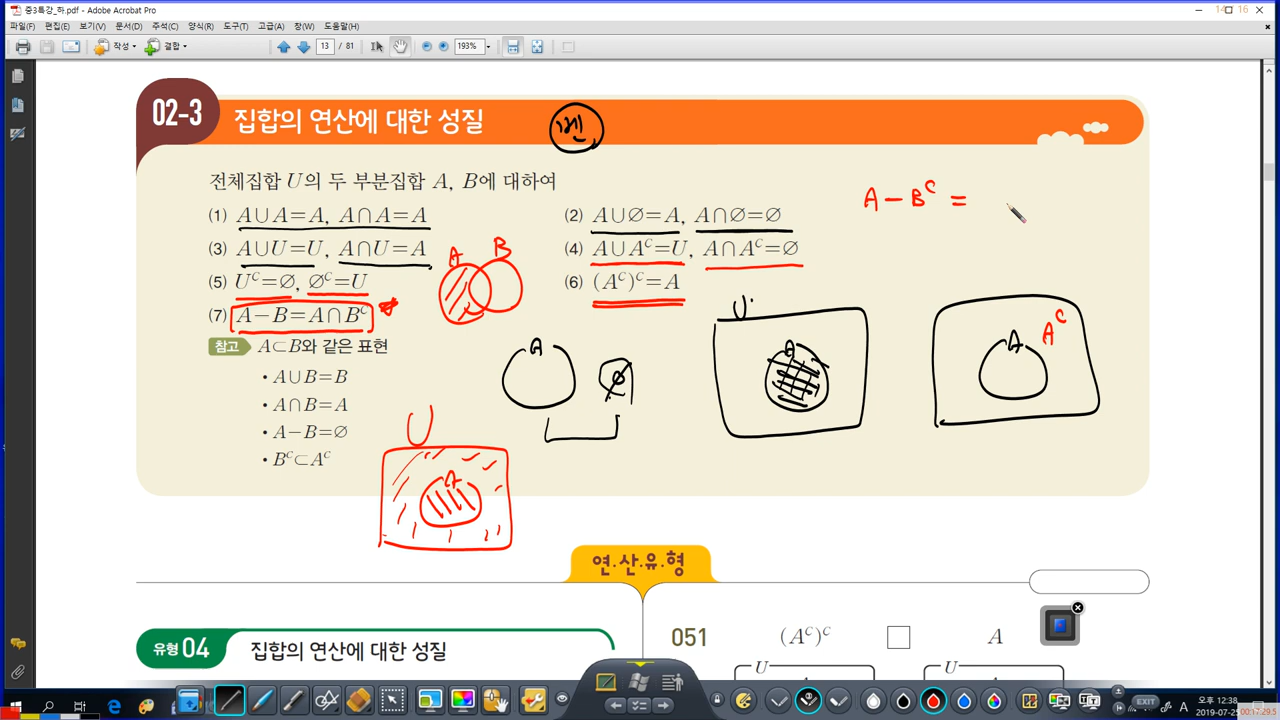 중3특강_하.pdf - Adobe Acrobat Pro
파일(F) 편집(E) 보기(V) 문서(D) 주석(C) 양식(R) 도구(T) 고급(A) 창(W) 도움말(H)
작성 결합 13 / 81 193%
02-3 집합의 연산에 대한 성질 벤
전체집합 U의 두 부분집합 A, B에 대하여
A－B^C =
(1) A∪A=A, A∩A=A (2) A∪∅=A, A∩∅=∅
(3) A∪U=U, A∩U=A (4) A∪A^C=U, A∩A^C=∅
(5) U^C=∅, ∅^C=U (6) (A^C)^C=A
(7) A－B=A∩B^C
A B
참고 A⊂B와 같은 표현
U A A A^C
A ∅
· A∪B=B
· A∩B=A
· A－B=∅
· B^C⊂A^C
U
A
연·산·유·형
유형 04 집합의 연산에 대한 성질
051 (A^C)^C A
U U
EXIT 오후 12:38
2019-07-25